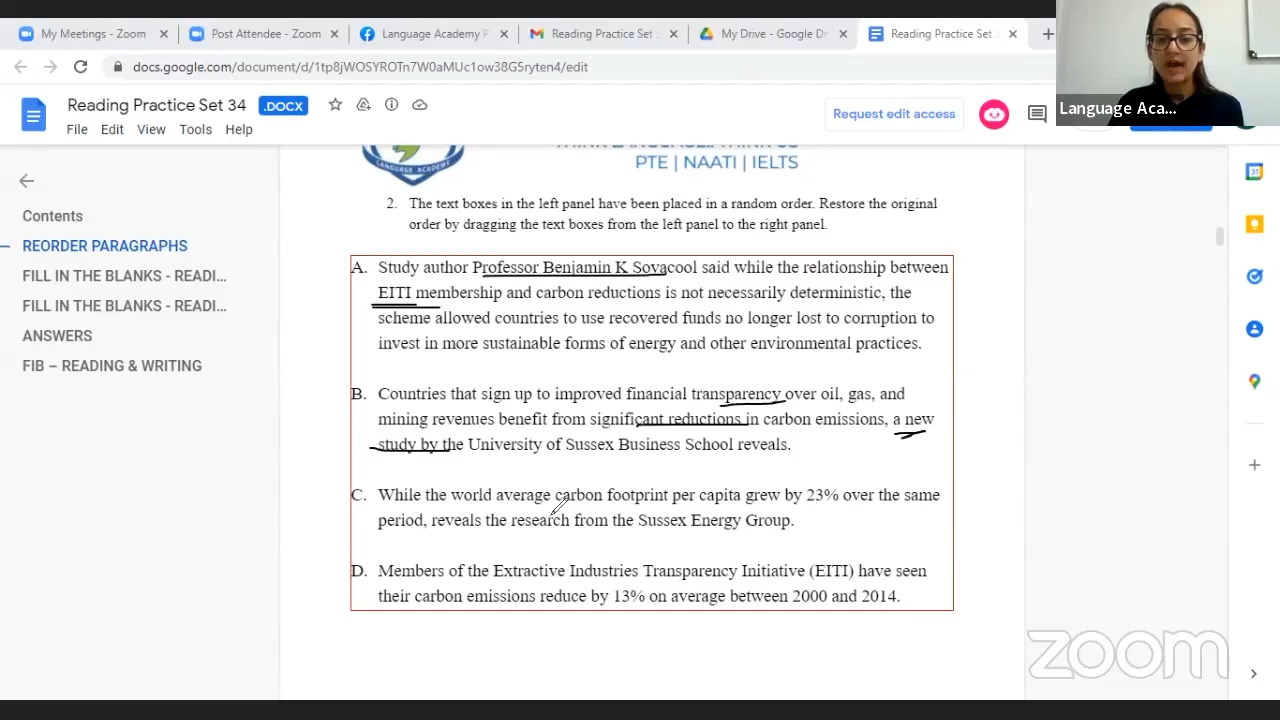 My Meetings - Zoom
Post Attendee - Zoom
Language Academy P
Reading Practice Set
My Drive - Google Dr
Reading Practice Set
docs.google.com/document/d/1tp8jWOSYROTn7W0aMUc1ow38G5ryten4/edit
Language Aca...
Reading Practice Set 34 .DOCX
Request edit access
File Edit View Tools Help
LANGUAGE ACADEMY
PTE | NAATI | IELTS
Contents
REORDER PARAGRAPHS
FILL IN THE BLANKS - READI...
FILL IN THE BLANKS - READI...
ANSWERS
FIB – READING & WRITING
2. The text boxes in the left panel have been placed in a random order. Restore the original
order by dragging the text boxes from the left panel to the right panel.
A. Study author Professor Benjamin K Sovacool said while the relationship between
EITI membership and carbon reductions is not necessarily deterministic, the
scheme allowed countries to use recovered funds no longer lost to corruption to
invest in more sustainable forms of energy and other environmental practices.
B. Countries that sign up to improved financial transparency over oil, gas, and
mining revenues benefit from significant reductions in carbon emissions, a new
study by the University of Sussex Business School reveals.
C. While the world average carbon footprint per capita grew by 23% over the same
period, reveals the research from the Sussex Energy Group.
D. Members of the Extractive Industries Transparency Initiative (EITI) have seen
their carbon emissions reduce by 13% on average between 2000 and 2014.
31
zoom